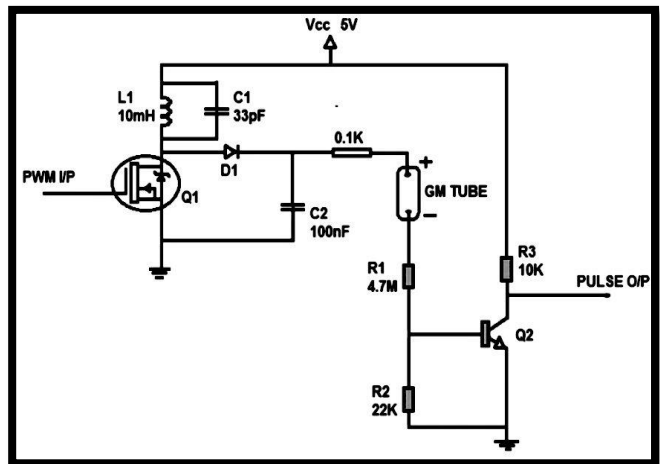 Vcc 5V
L1
10mH
C1
33pF
0.1K
PWM I/P
Q1
D1
+
GM TUBE
−
C2
100nF
R1
4.7M
R3
10K
PULSE O/P
Q2
R2
22K